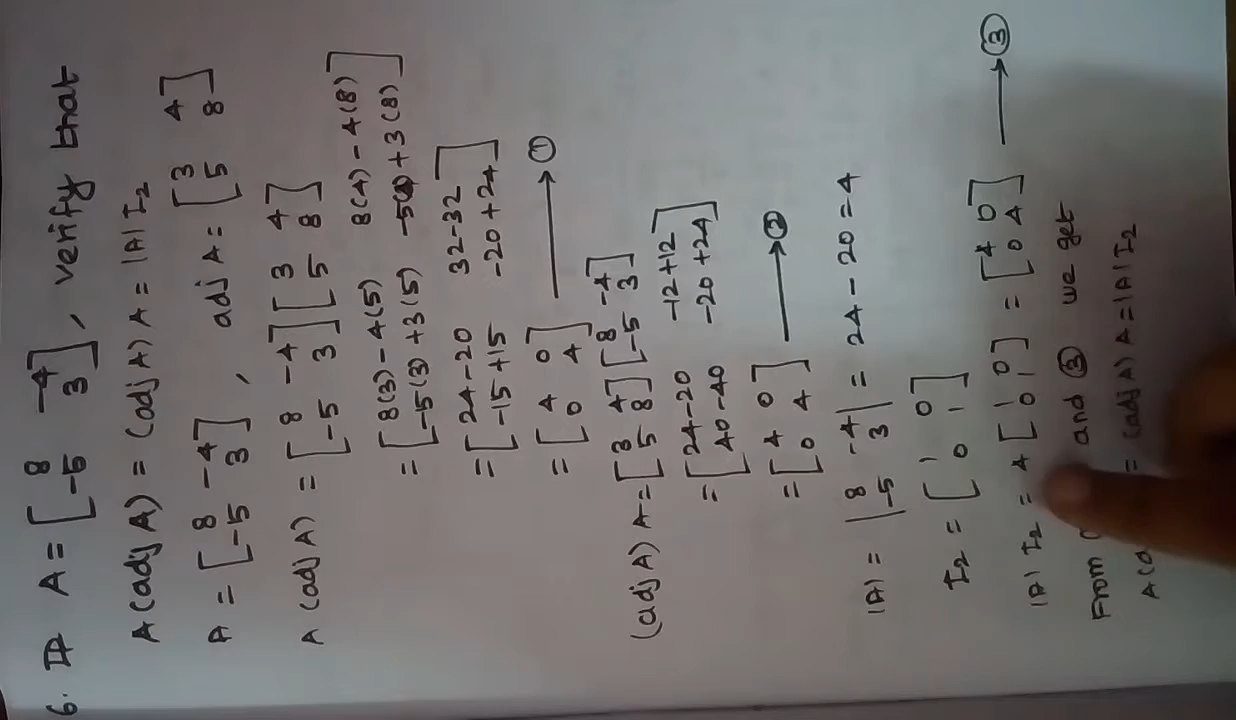 6. If A = [8 -4 -5 3], verify that
A(adj A) = (adj A) A = |A| I2
A = [8 -4 -5 3], adj A = [3 4 5 8]
A (adj A) = [8 -4 -5 3] [3 4 5 8]
= [8(3)-4(5) 8(4)-4(8)
-5(3)+3(5) -5(4)+3(8)]
= [24-20 32-32
-15+15 -20+24]
= [4 0 0 4] → ①
(adj A) A = [3 4 5 8] [8 -4 -5 3]
= [24-20 -12+12
40-40 -20+24]
= [4 0 0 4] → ②
|A| = |8 -4 -5 3| = 24-20 = 4
I2 = [1 0 0 1]
|A| I2 = 4 [1 0 0 1] = [4 0 0 4] → ③
From and ③ we get
= (adj A) A = |A| I2